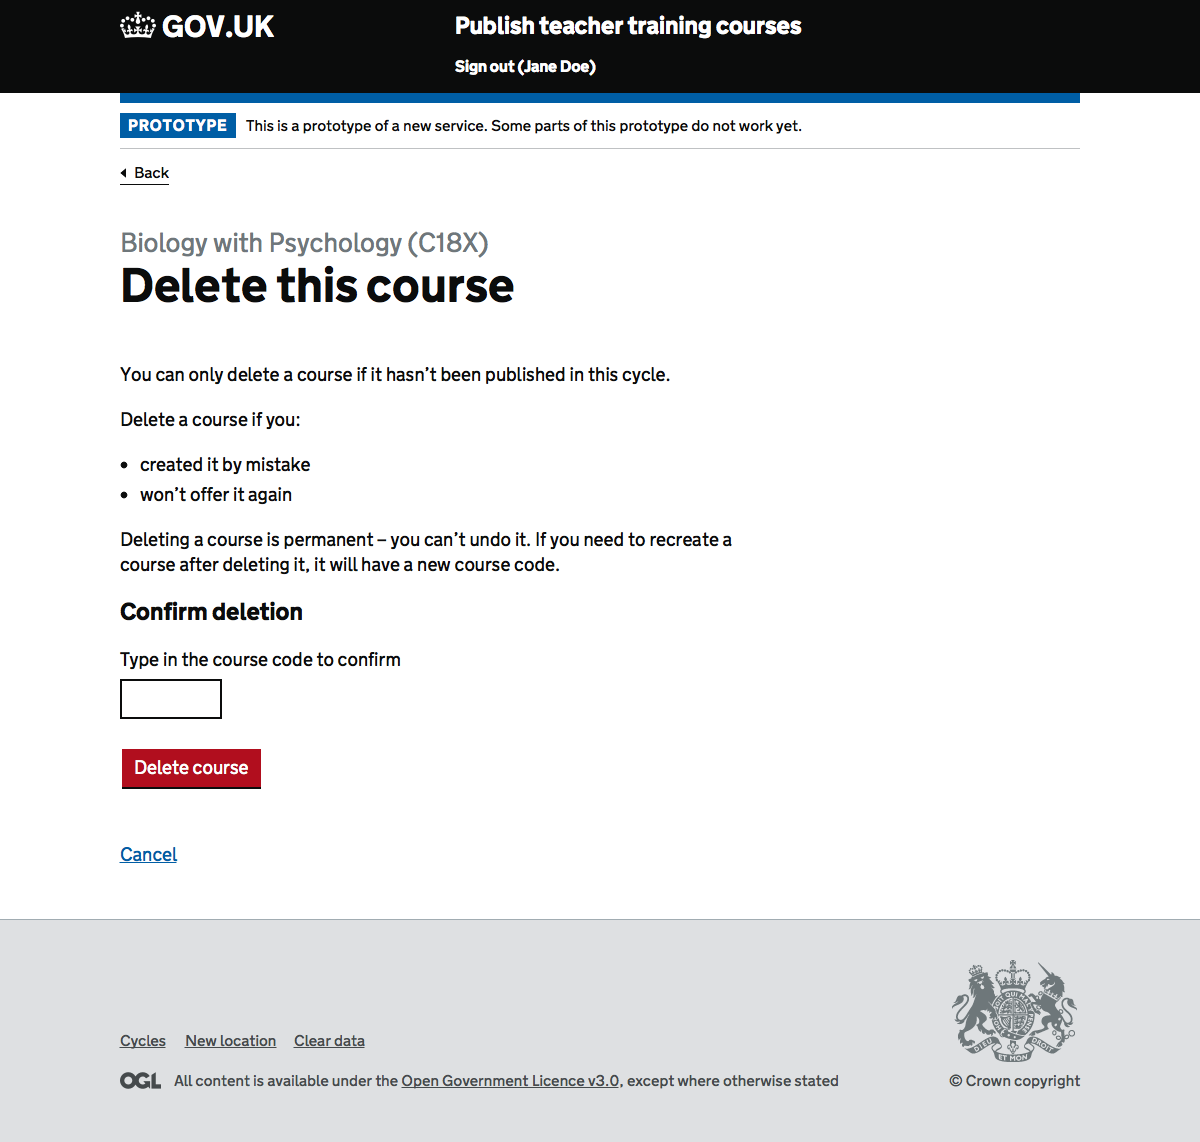 GOV.UK
Publish teacher training courses
Sign out (Jane Doe)
PROTOTYPE This is a prototype of a new service. Some parts of this prototype do not work yet.
Back
Biology with Psychology (C18X)
Delete this course
You can only delete a course if it hasn’t been published in this cycle.
Delete a course if you:
• created it by mistake
• won’t offer it again
Deleting a course is permanent – you can’t undo it. If you need to recreate a
course after deleting it, it will have a new course code.
Confirm deletion
Type in the course code to confirm
Delete course
Cancel
Cycles New location Clear data
DIEU ET MON DROIT
OGL All content is available under the Open Government Licence v3.0, except where otherwise stated
© Crown copyright